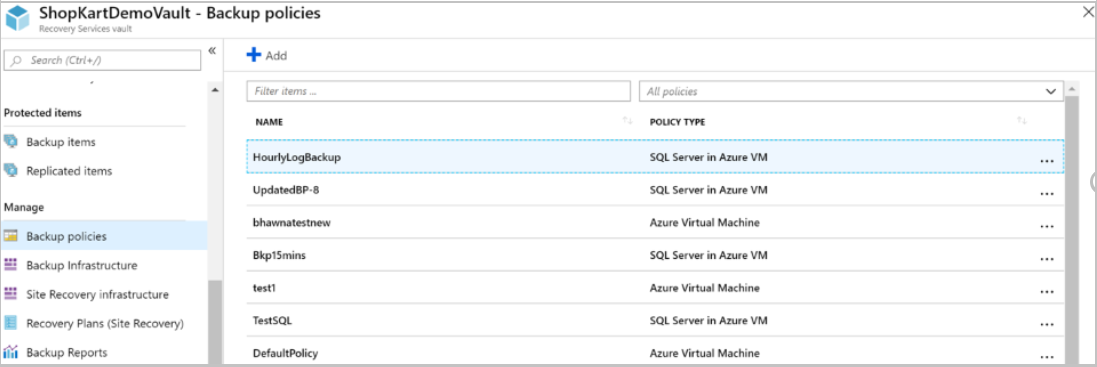 ShopKartDemoVault - Backup policies
Recovery Services vault
Search (Ctrl+/)
«
Protected items
Backup items
Replicated items
Manage
Backup policies
Backup Infrastructure
Site Recovery infrastructure
Recovery Plans (Site Recovery)
Backup Reports
Add
Filter items ...
All policies
NAME POLICY TYPE
HourlyLogBackup SQL Server in Azure VM ...
UpdatedBP-8 SQL Server in Azure VM ...
bhawnatestnew Azure Virtual Machine ...
Bkp15mins SQL Server in Azure VM ...
test1 Azure Virtual Machine ...
TestSQL SQL Server in Azure VM ...
DefaultPolicy Azure Virtual Machine ...